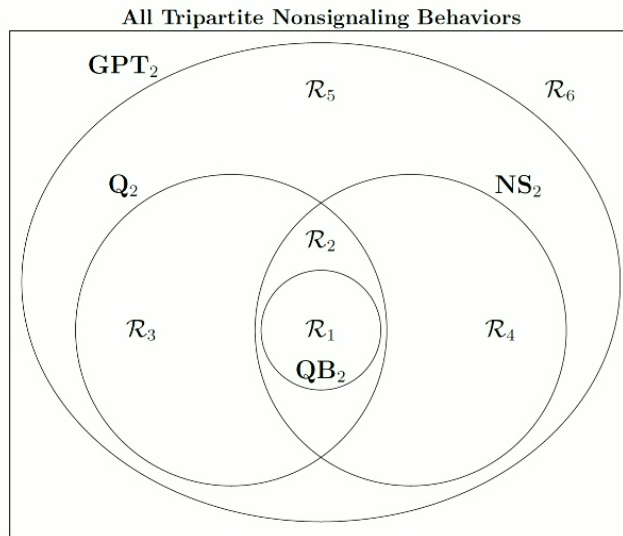 All Tripartite Nonsignaling Behaviors
GPT₂
ℛ₅
ℛ₆
Q₂
NS₂
ℛ₂
ℛ₃
ℛ₁
ℛ₄
QB₂